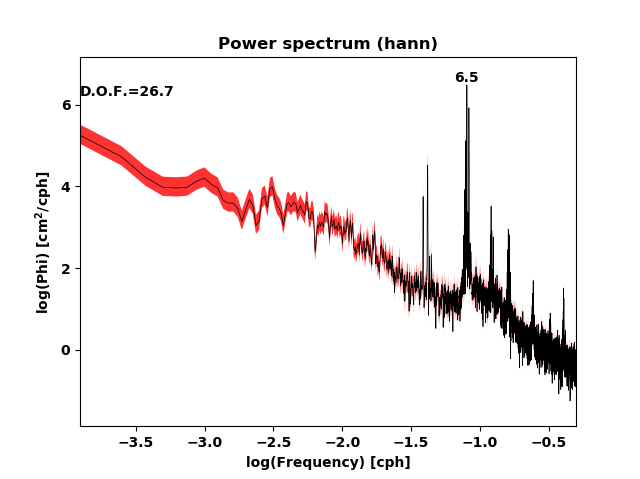 Power spectrum (hann)
6.5
D.O.F.=26.7
6
4
2
0
log(Phi) [cm²/cph]
−3.5 −3.0 −2.5 −2.0 −1.5 −1.0 −0.5
log(Frequency) [cph]